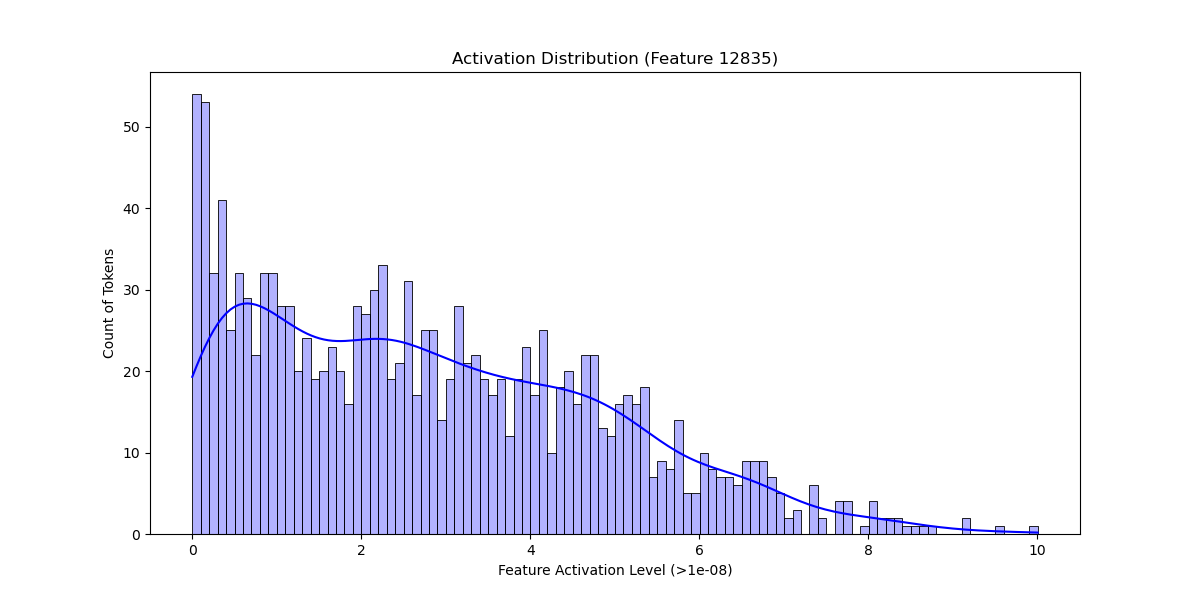 Activation Distribution (Feature 12835)
Count of Tokens
50
40
30
20
10
0
0 2 4 6 8 10
Feature Activation Level (>1e-08)